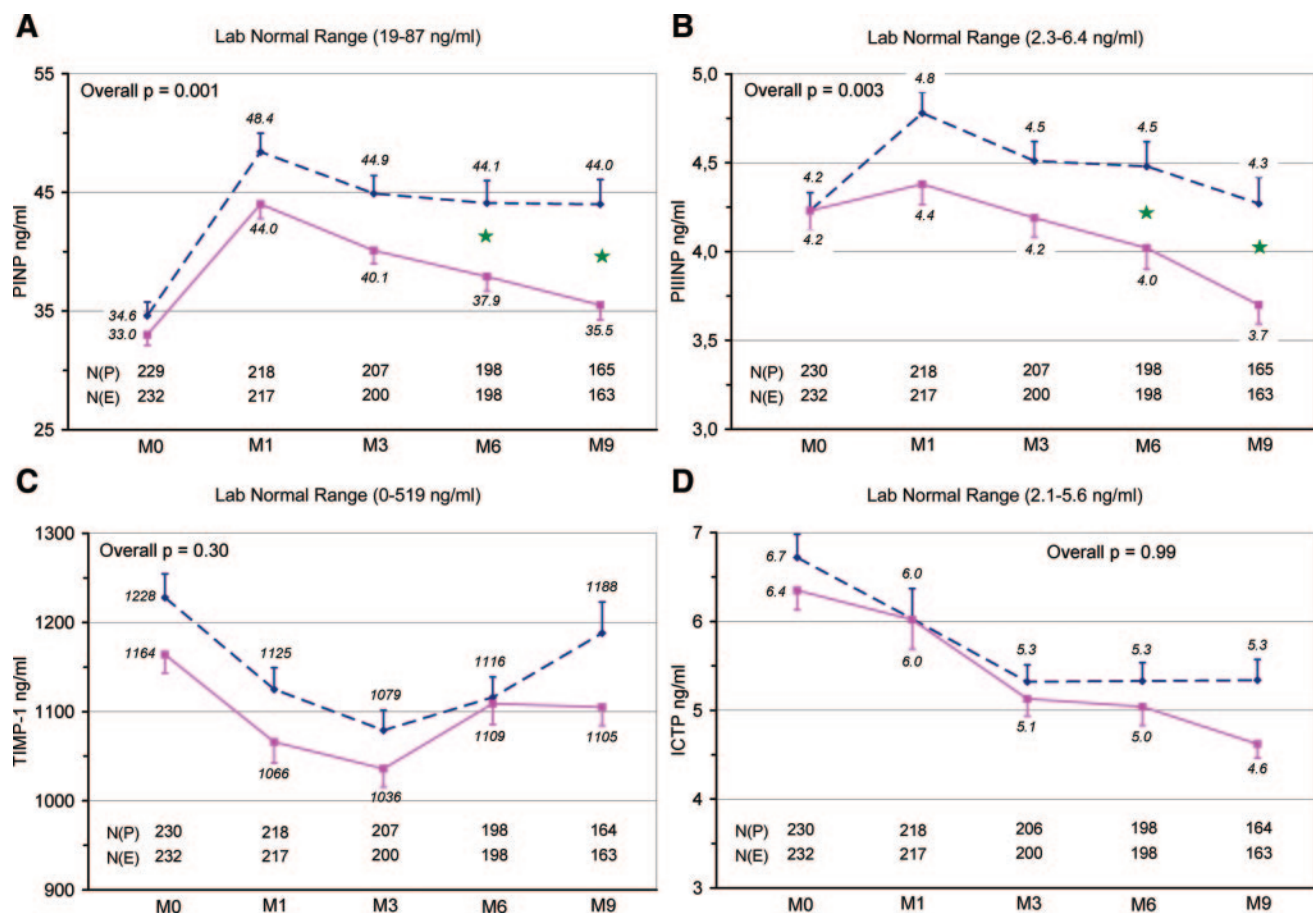 A
Lab Normal Range (19-87 ng/ml)
55
45
35
25
PINP ng/ml
Overall p = 0.001
48.4
44.9
44.1
44.0
34.6
33.0
44.0
40.1
37.9
35.5
N(P) 229 218 207 198 165
N(E) 232 217 200 198 163
M0 M1 M3 M6 M9
B
Lab Normal Range (2.3-6.4 ng/ml)
5,0
4,5
4,0
3,5
3,0
PIIINP ng/ml
Overall p = 0.003
4.8
4.5
4.5
4.3
4.2
4.2
4.4
4.2
4.0
3.7
N(P) 230 218 207 198 165
N(E) 232 217 200 198 163
M0 M1 M3 M6 M9
C
Lab Normal Range (0-519 ng/ml)
1300
1200
1100
1000
900
TIMP-1 ng/ml
Overall p = 0.30
1228
1125
1079
1116
1188
1164
1066
1036
1109
1105
N(P) 230 218 207 198 164
N(E) 232 217 200 198 163
M0 M1 M3 M6 M9
D
Lab Normal Range (2.1-5.6 ng/ml)
7
6
5
4
3
ICTP ng/ml
Overall p = 0.99
6.7
6.0
5.3
5.3
5.3
6.4
6.0
5.1
5.0
4.6
N(P) 230 218 206 198 164
N(E) 232 217 200 198 163
M0 M1 M3 M6 M9